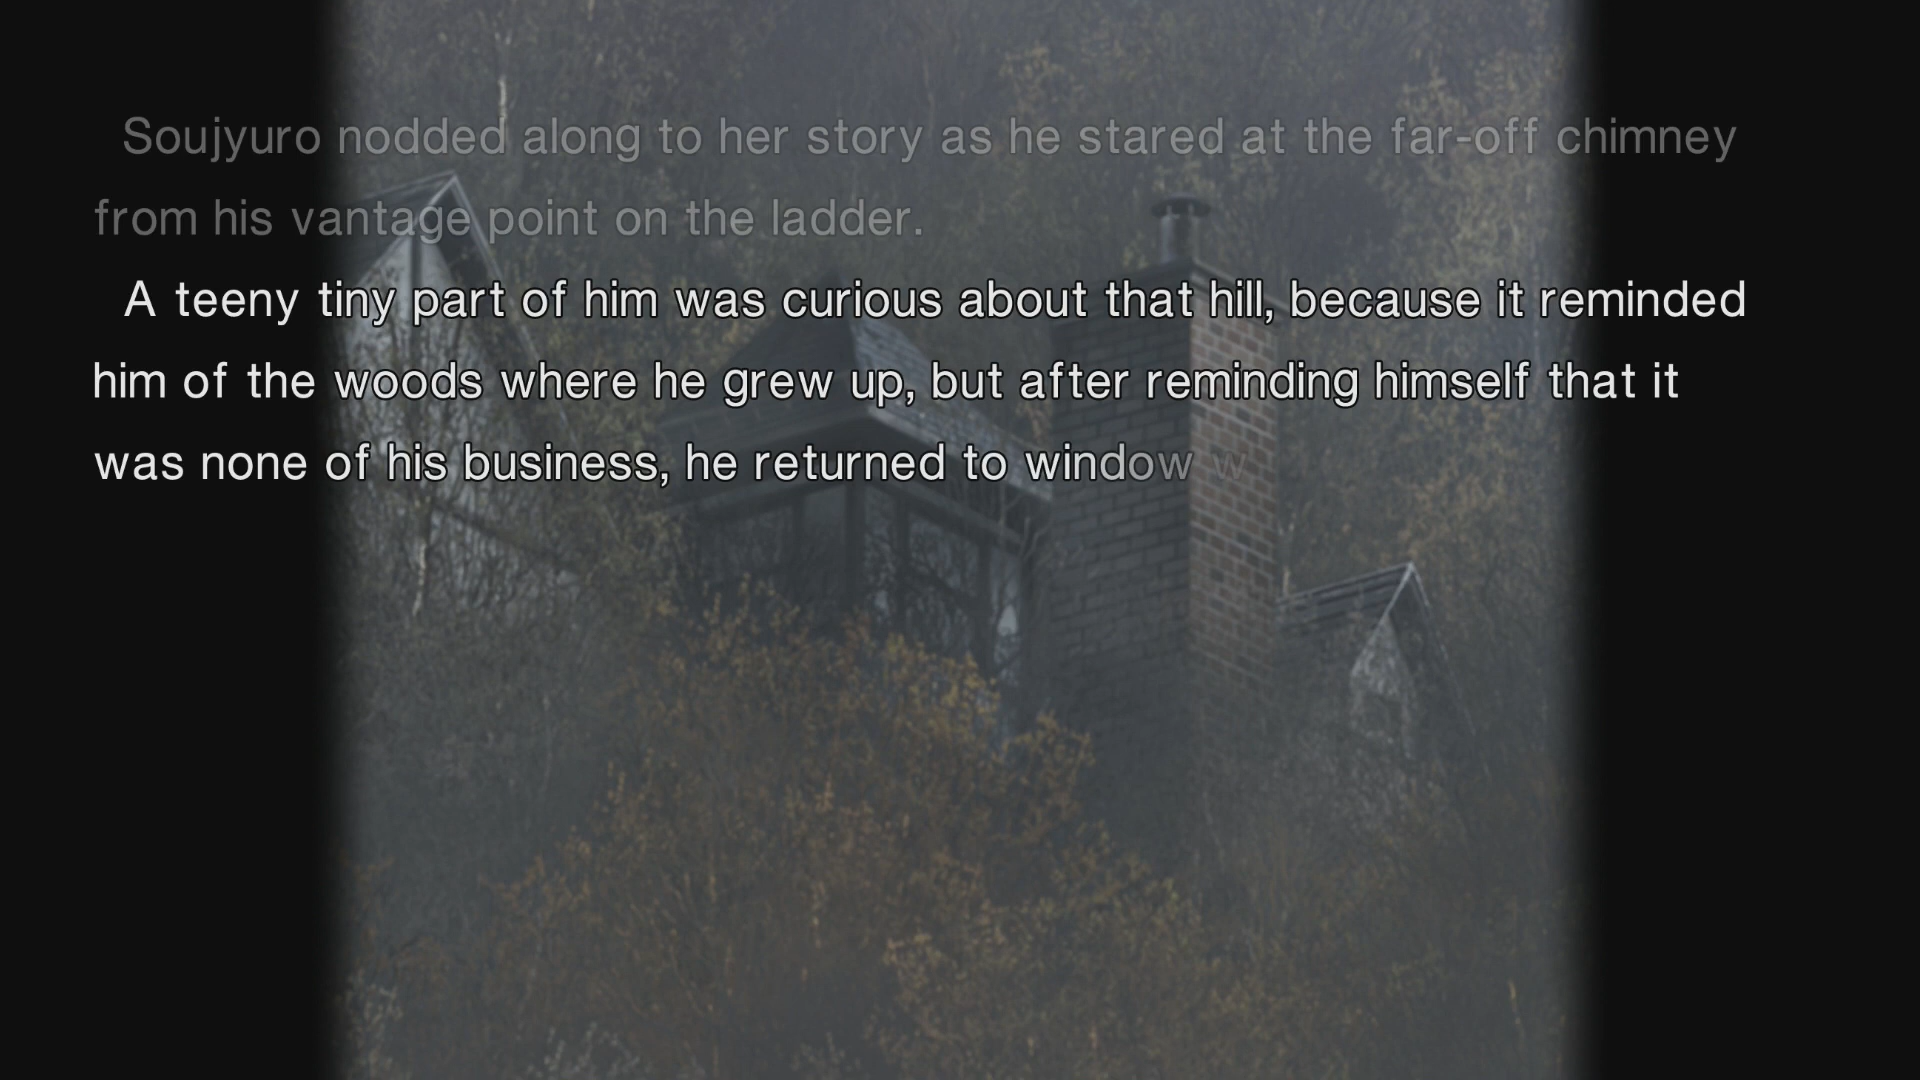 Soujyuro nodded along to her story as he stared at the far-off chimney
from his vantage point on the ladder.
A teeny tiny part of him was curious about that hill, because it reminded
him of the woods where he grew up, but after reminding himself that it
was none of his business, he returned to window w